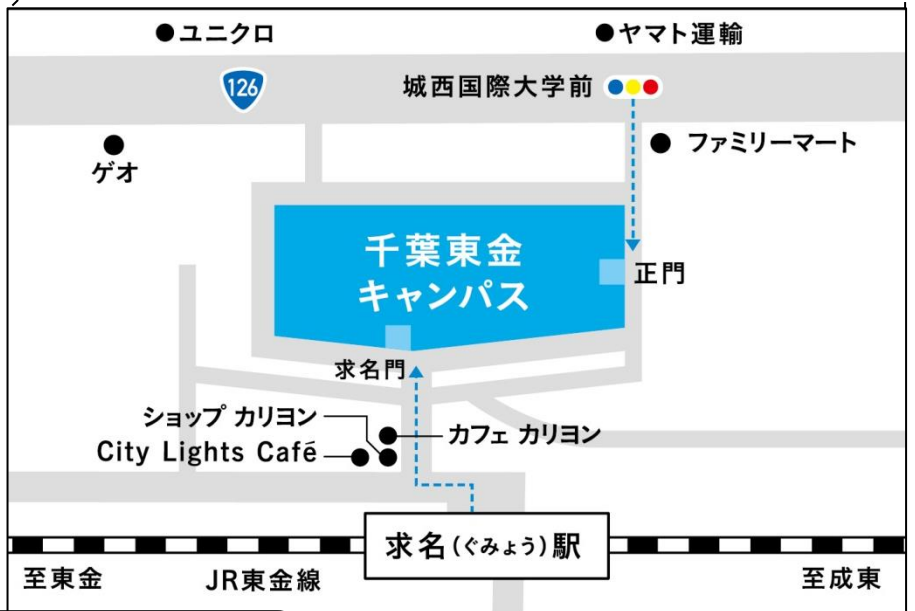 ●ユニクロ
●ヤマト運輸
126
城西国際大学前
ゲオ
ファミリーマート
千葉東金
キャンパス
正門
求名門
ショップ カリヨン
カフェ カリヨン
City Lights Café
求名(ぐみょう)駅
至東金
JR東金線
至成東